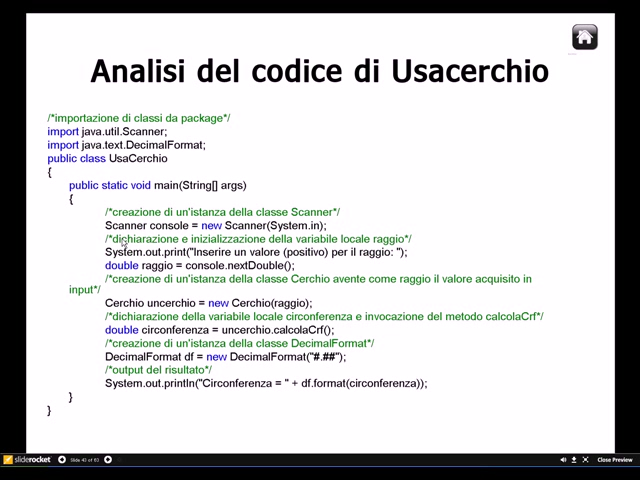 Analisi del codice di Usacerchio
/*importazione di classi da package*/
import java.util.Scanner;
import java.text.DecimalFormat;
public class UsaCerchio
{
public static void main(String[] args)
{
/*creazione di un'istanza della classe Scanner*/
Scanner console = new Scanner(System.in);
/*dichiarazione e inizializzazione della variabile locale raggio*/
System.out.print("Inserire un valore (positivo) per il raggio: ");
double raggio = console.nextDouble();
/*creazione di un'istanza della classe Cerchio avente come raggio il valore acquisito in
input*/
Cerchio uncerchio = new Cerchio(raggio);
/*dichiarazione della variabile locale circonferenza e invocazione del metodo calcolaCrf*/
double circonferenza = uncerchio.calcolaCrf();
/*creazione di un'istanza della classe DecimalFormat*/
DecimalFormat df = new DecimalFormat("#.##");
/*output del risultato*/
System.out.println("Circonferenza = " + df.format(circonferenza));
}
}
sliderocket Slide 43 of 83 Close Preview